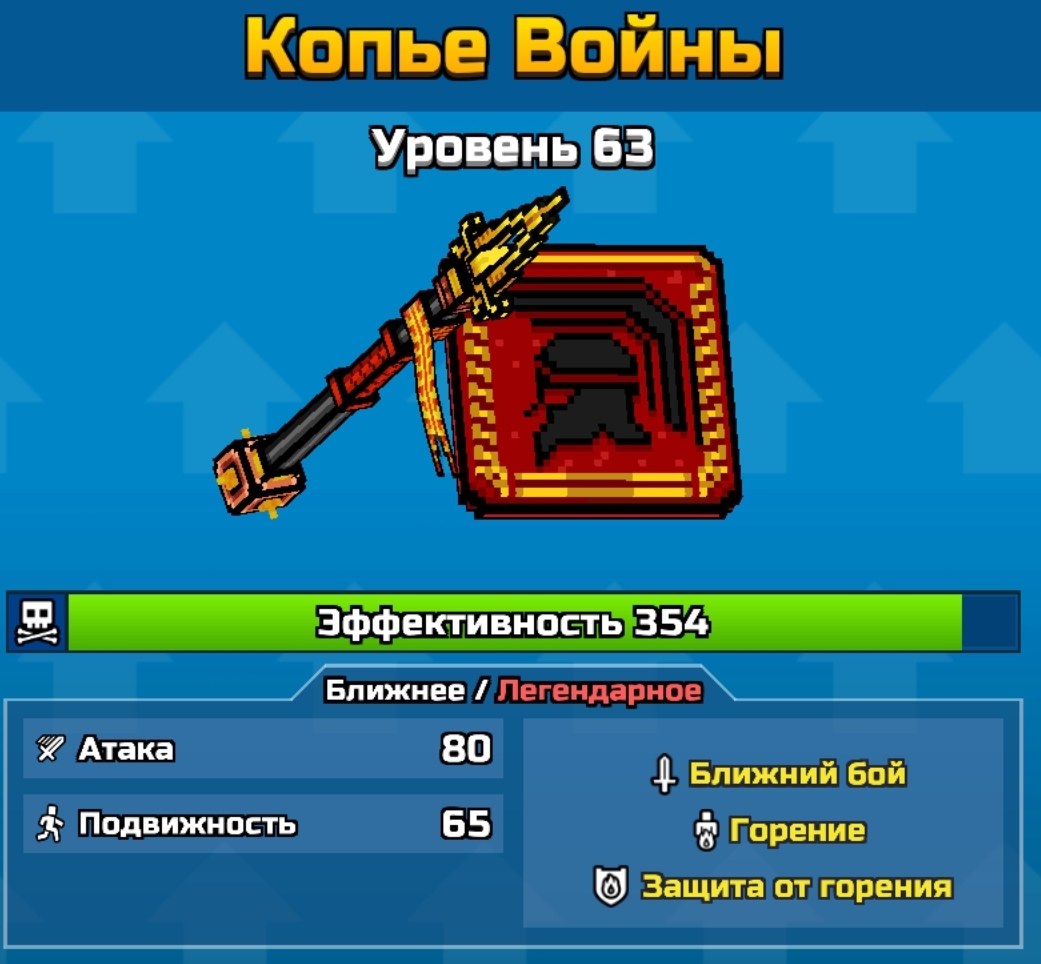 Копье Войны
Уровень 63
Эффективность 354
Ближнее / Легендарное
Атака 80
Подвижность 65
Ближний бой
Горение
Защита от горения